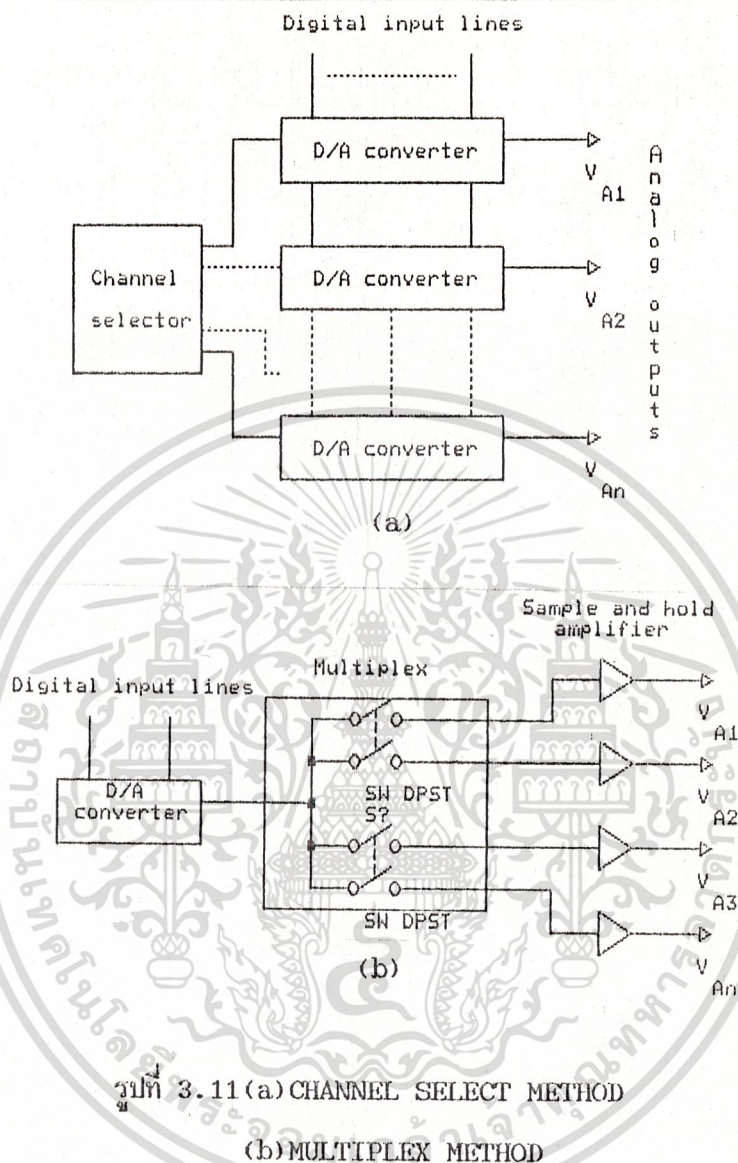 Digital input lines
D/A converter
V A1
D/A converter
V A2
Channel
selector
D/A converter
V An
Analog outputs
(a)
Sample and hold
amplifier
Multiplex
Digital input lines
D/A
converter
V A1
SW DPST
S?
V A2
V A3
SW DPST
V An
(b)
รูปที่ 3.11(a)CHANNEL SELECT METHOD
(b)MULTIPLEX METHOD